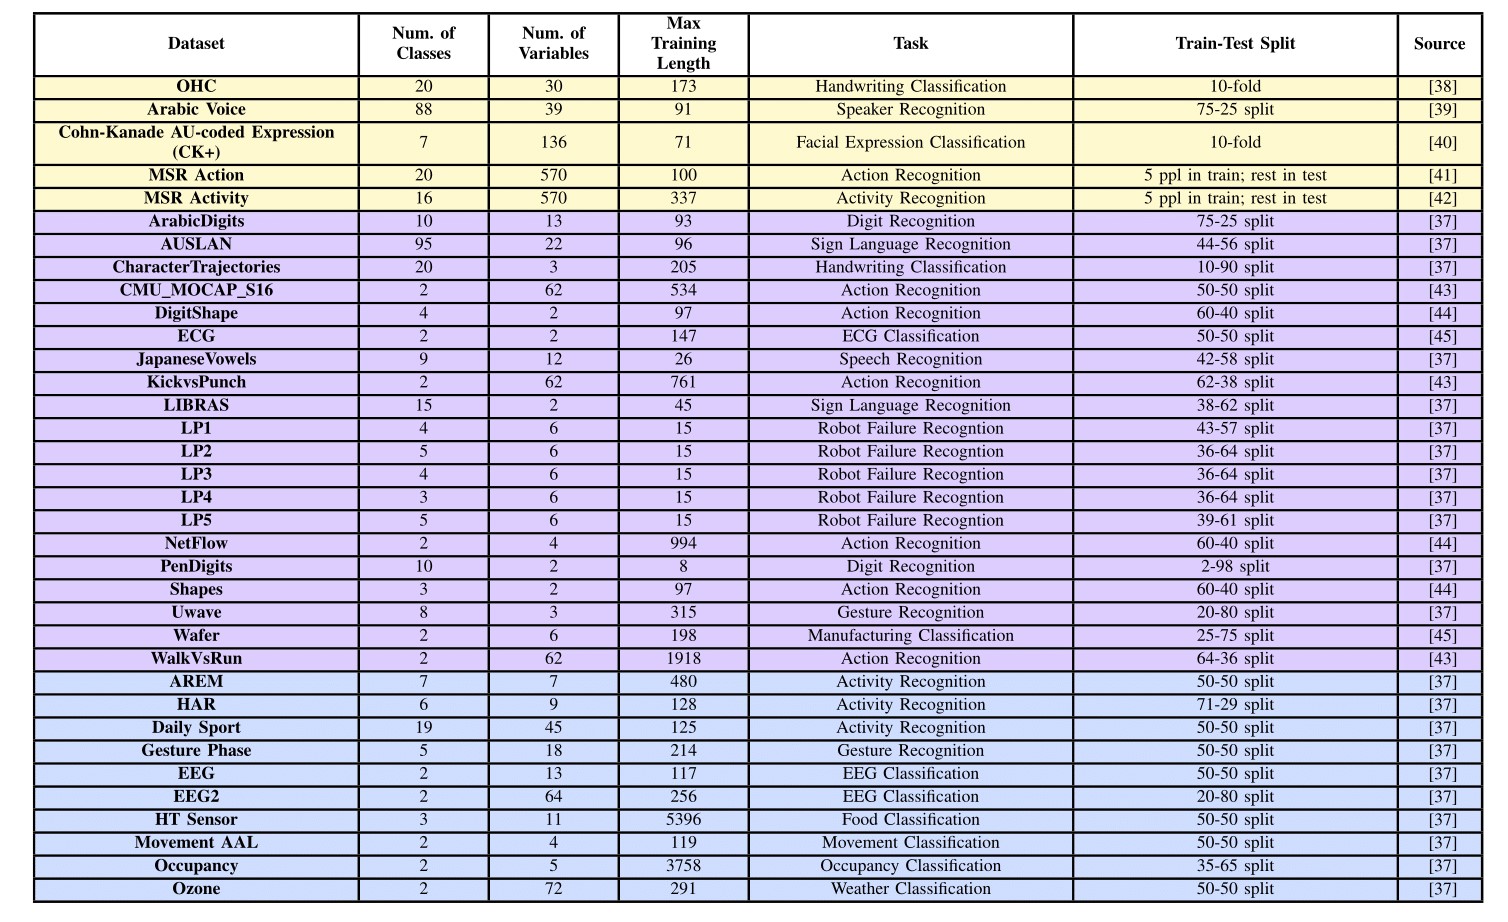 Dataset Num. of Classes Num. of Variables Max Training Length Task Train-Test Split Source
OHC 20 30 173 Handwriting Classification 10-fold [38]
Arabic Voice 88 39 91 Speaker Recognition 75-25 split [39]
Cohn-Kanade AU-coded Expression (CK+) 7 136 71 Facial Expression Classification 10-fold [40]
MSR Action 20 570 100 Action Recognition 5 ppl in train; rest in test [41]
MSR Activity 16 570 337 Activity Recognition 5 ppl in train; rest in test [42]
ArabicDigits 10 13 93 Digit Recognition 75-25 split [37]
AUSLAN 95 22 96 Sign Language Recognition 44-56 split [37]
CharacterTrajectories 20 3 205 Handwriting Classification 10-90 split [37]
CMU_MOCAP_S16 2 62 534 Action Recognition 50-50 split [43]
DigitShape 4 2 97 Action Recognition 60-40 split [44]
ECG 2 2 147 ECG Classification 50-50 split [45]
JapaneseVowels 9 12 26 Speech Recognition 42-58 split [37]
KickvsPunch 2 62 761 Action Recognition 62-38 split [43]
LIBRAS 15 2 45 Sign Language Recognition 38-62 split [37]
LP1 4 6 15 Robot Failure Recogntion 43-57 split [37]
LP2 5 6 15 Robot Failure Recogntion 36-64 split [37]
LP3 4 6 15 Robot Failure Recogntion 36-64 split [37]
LP4 3 6 15 Robot Failure Recogntion 36-64 split [37]
LP5 5 6 15 Robot Failure Recogntion 39-61 split [37]
NetFlow 2 4 994 Action Recognition 60-40 split [44]
PenDigits 10 2 8 Digit Recognition 2-98 split [37]
Shapes 3 2 97 Action Recognition 60-40 split [44]
Uwave 8 3 315 Gesture Recognition 20-80 split [37]
Wafer 2 6 198 Manufacturing Classification 25-75 split [45]
WalkVsRun 2 62 1918 Action Recognition 64-36 split [43]
AREM 7 7 480 Activity Recognition 50-50 split [37]
HAR 6 9 128 Activity Recognition 71-29 split [37]
Daily Sport 19 45 125 Activity Recognition 50-50 split [37]
Gesture Phase 5 18 214 Gesture Recognition 50-50 split [37]
EEG 2 13 117 EEG Classification 50-50 split [37]
EEG2 2 64 256 EEG Classification 20-80 split [37]
HT Sensor 3 11 5396 Food Classification 50-50 split [37]
Movement AAL 2 4 119 Movement Classification 50-50 split [37]
Occupancy 2 5 3758 Occupancy Classification 35-65 split [37]
Ozone 2 72 291 Weather Classification 50-50 split [37]